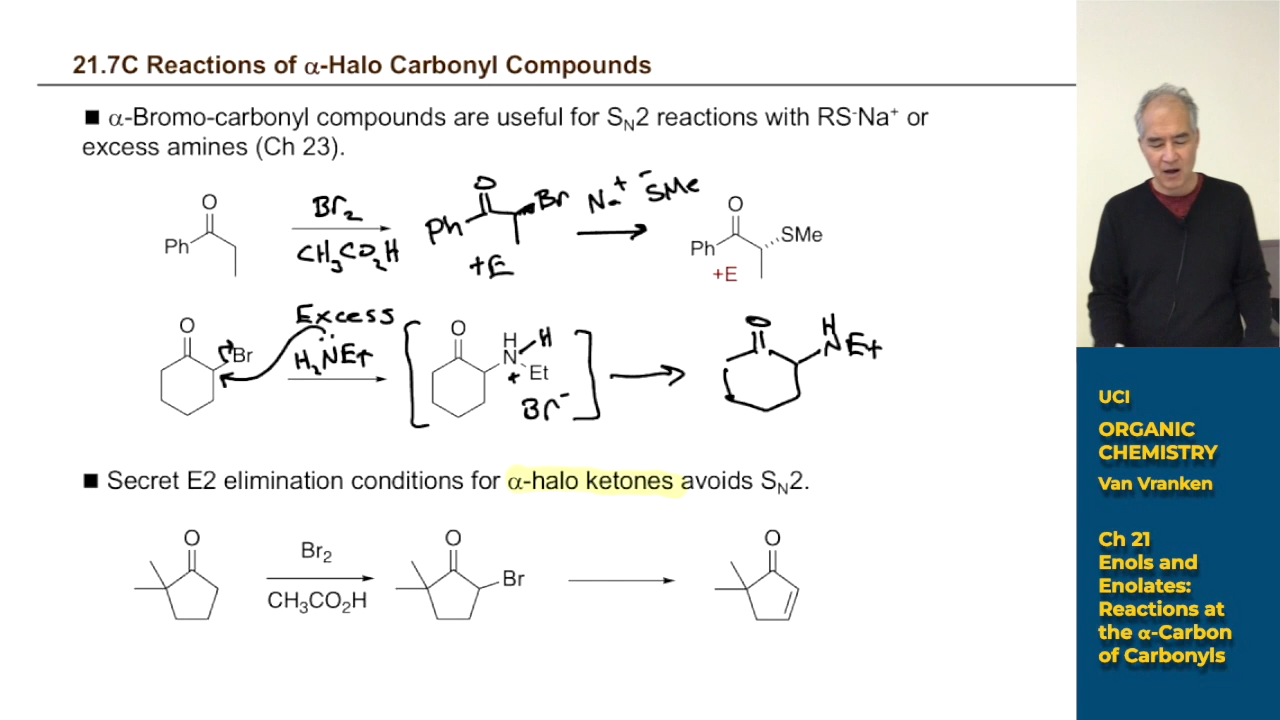 21.7C Reactions of α-Halo Carbonyl Compounds
■ α-Bromo-carbonyl compounds are useful for SN2 reactions with RS-Na+ or
excess amines (Ch 23).
O
Ph
Br2
CH3CO2H
O
Ph
Br
+E
Na+ -SMe
O
Ph
SMe
+E
O
Br
Excess
H2NEt
O
H
H
N
+
Et
Br-
O
H
NEt
■ Secret E2 elimination conditions for α-halo ketones avoids SN2.
O
Br2
CH3CO2H
O
Br
O
UCI
ORGANIC
CHEMISTRY
Van Vranken
Ch 21
Enols and
Enolates:
Reactions at
the α-Carbon
of Carbonyls